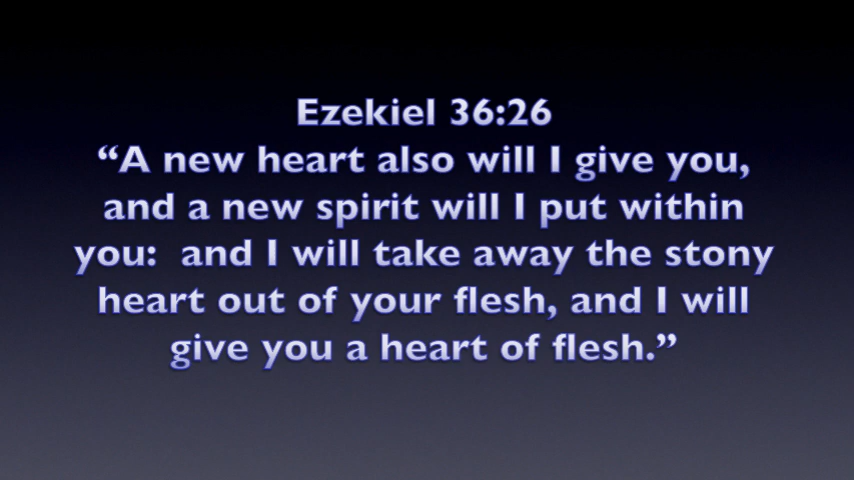 Ezekiel 36:26
“A new heart also will I give you,
and a new spirit will I put within
you:  and I will take away the stony
heart out of your flesh, and I will
give you a heart of flesh.”